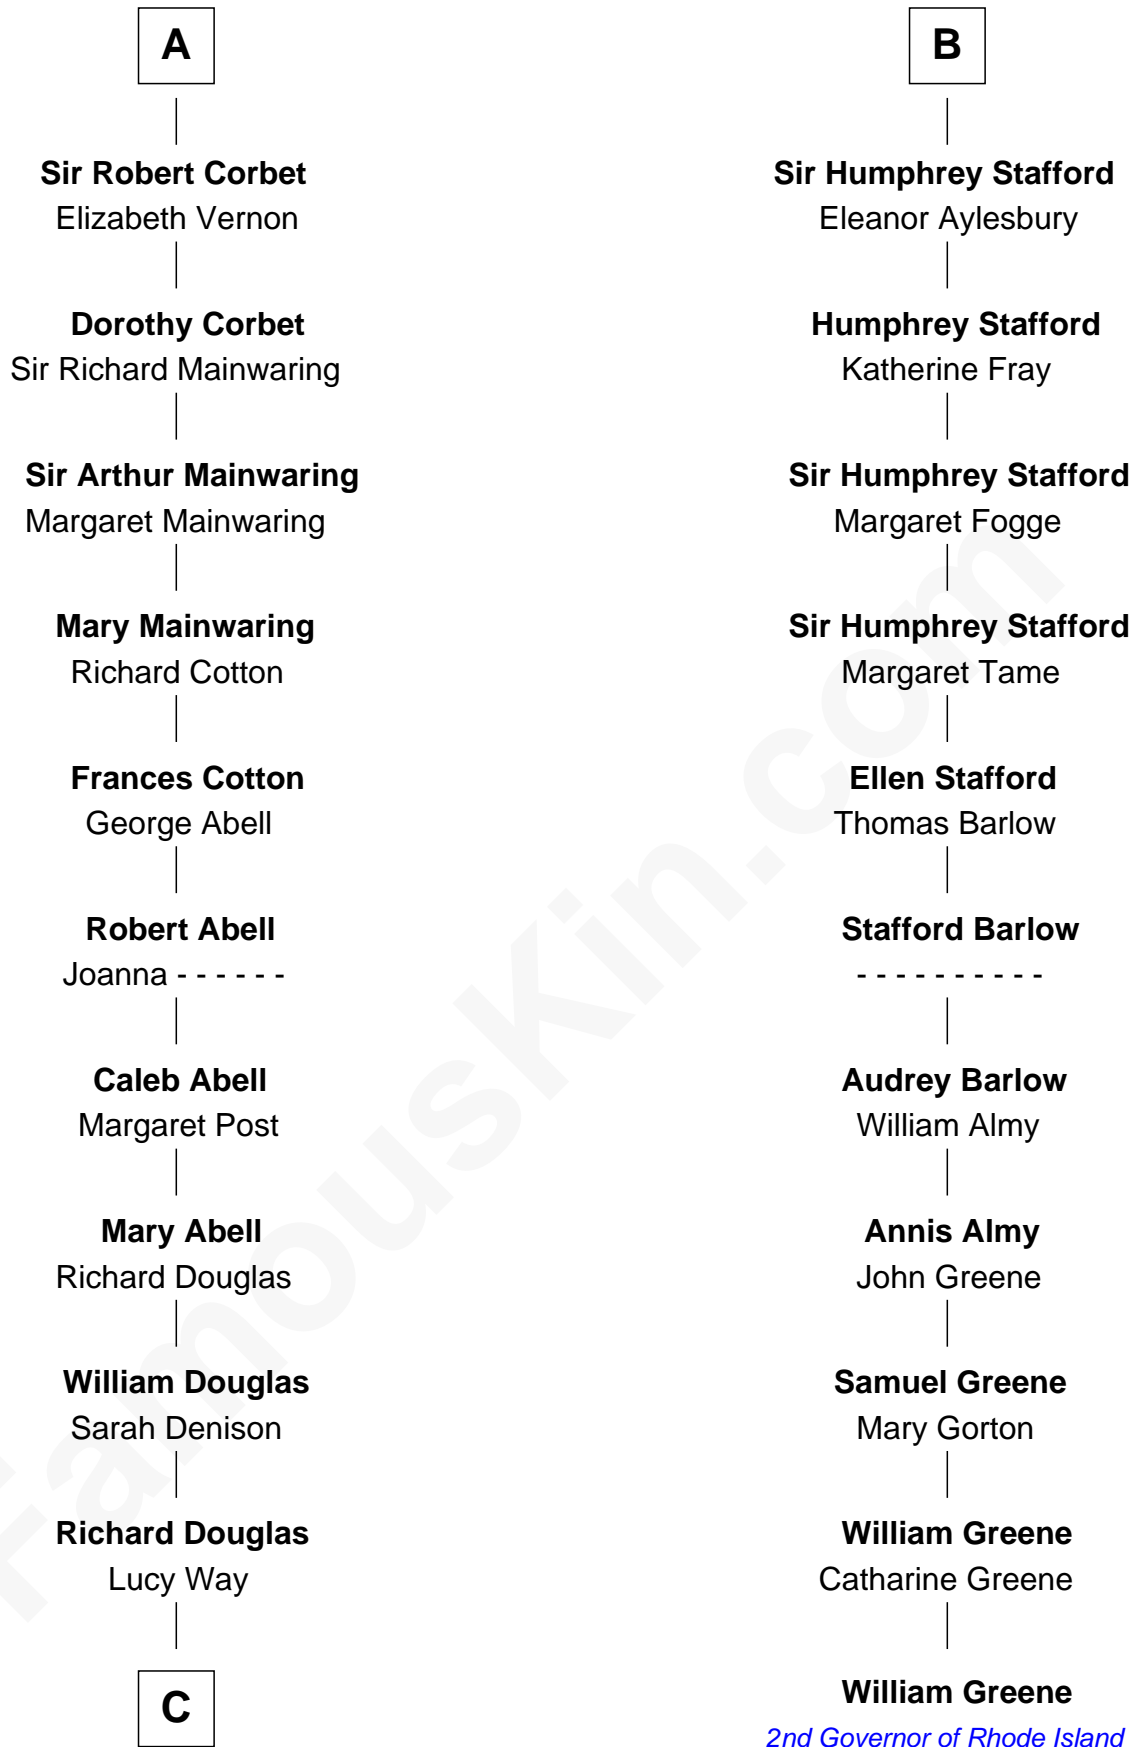 A
Sir Robert Corbet
Elizabeth Vernon
Dorothy Corbet
Sir Richard Mainwaring
Sir Arthur Mainwaring
Margaret Mainwaring
Mary Mainwaring
Richard Cotton
Frances Cotton
George Abell
Robert Abell
Joanna - - - - - -
Caleb Abell
Margaret Post
Mary Abell
Richard Douglas
William Douglas
Sarah Denison
Richard Douglas
Lucy Way
C
B
Sir Humphrey Stafford
Eleanor Aylesbury
Humphrey Stafford
Katherine Fray
Sir Humphrey Stafford
Margaret Fogge
Sir Humphrey Stafford
Margaret Tame
Ellen Stafford
Thomas Barlow
Stafford Barlow
- - - - - - - - - -
Audrey Barlow
William Almy
Annis Almy
John Greene
Samuel Greene
Mary Gorton
William Greene
Catharine Greene
William Greene
2nd Governor of Rhode Island
FamousKin.com